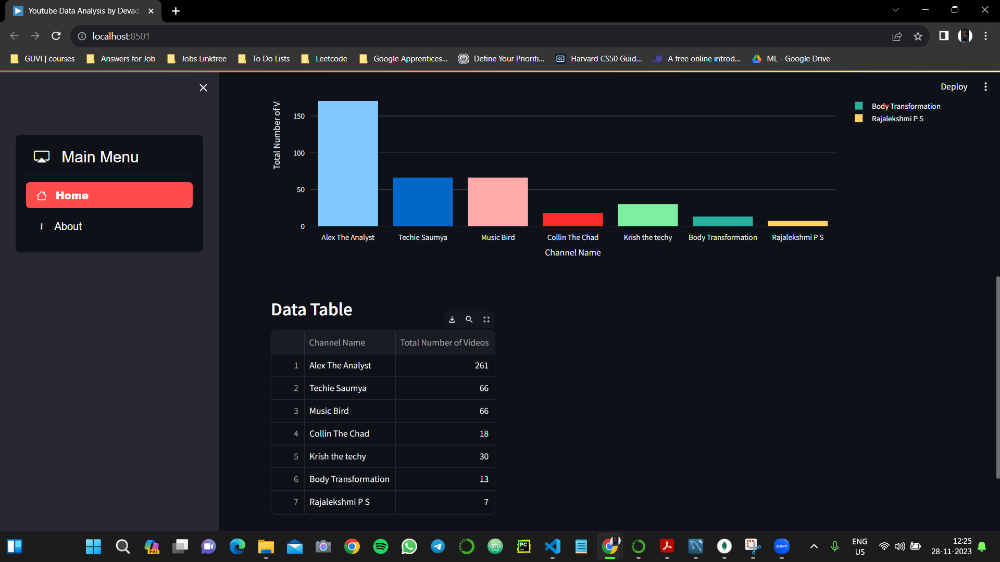 Youtube Data Analysis by Devad
localhost:8501
GUVI | courses
Answers for Job
Jobs Linktree
To Do Lists
Leetcode
Google Apprentices...
Define Your Prioriti...
Harvard CS50 Guid...
A free online introd...
ML - Google Drive
Deploy
Main Menu
Home
i About
Total Number of Vi
150
100
50
0
Alex The Analyst
Techie Saumya
Music Bird
Collin The Chad
Krish the techy
Body Transformation
Rajalekshmi P S
Channel Name
Body Transformation
Rajalekshmi P S
Data Table
Channel Name Total Number of Videos
1 Alex The Analyst 261
2 Techie Saumya 66
3 Music Bird 66
4 Collin The Chad 18
5 Krish the techy 30
6 Body Transformation 13
7 Rajalekshmi P S 7
PRE
PC
zoom
ENG
US
12:25
28-11-2023